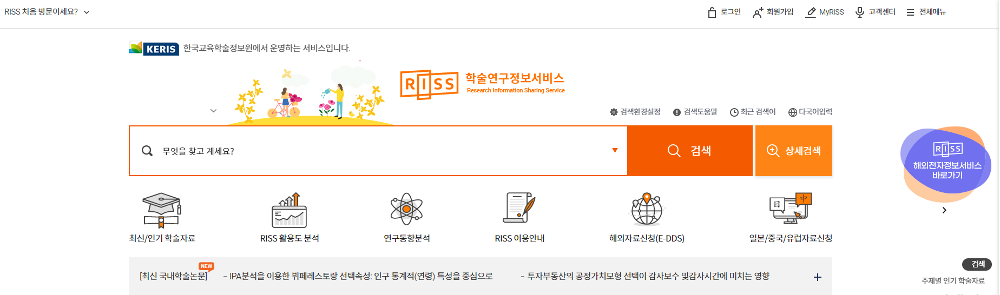 RISS 처음 방문이세요?
로그인
회원가입
MyRISS
고객센터
전체메뉴
KERIS 한국교육학술정보원에서 운영하는 서비스입니다.
RISS 학술연구정보서비스
Research Information Sharing Service
검색환경설정
검색도움말
최근 검색어
다국어입력
무엇을 찾고 계세요?
검색
상세검색
RISS
해외전자정보서비스
바로가기
日
中
최신/인기 학술자료
RISS 활용도 분석
연구동향분석
RISS 이용안내
해외자료신청(E-DDS)
일본/중국/유럽자료신청
NEW
[최신 국내학술논문]
- IPA분석을 이용한 뷔페레스토랑 선택속성: 인구 통계적(연령) 특성을 중심으로
- 투자부동산의 공정가치모형 선택이 감사보수 및감사시간에 미치는 영향
검색
주제별 인기 학술자료